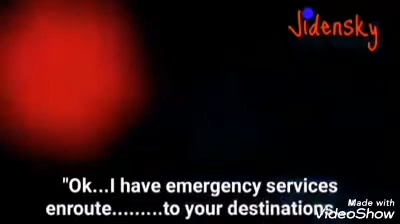 Jidensky
"Ok...I have emergency services
enroute.........to your destinations...
Made with
VideoShow